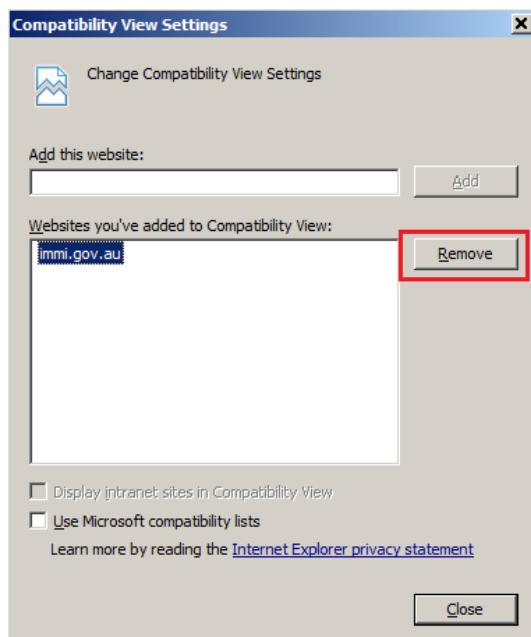 Compatibility View Settings
Change Compatibility View Settings
Add this website:
Add
Websites you've added to Compatibility View:
immi.gov.au
Remove
Display intranet sites in Compatibility View
Use Microsoft compatibility lists
Learn more by reading the Internet Explorer privacy statement
Close